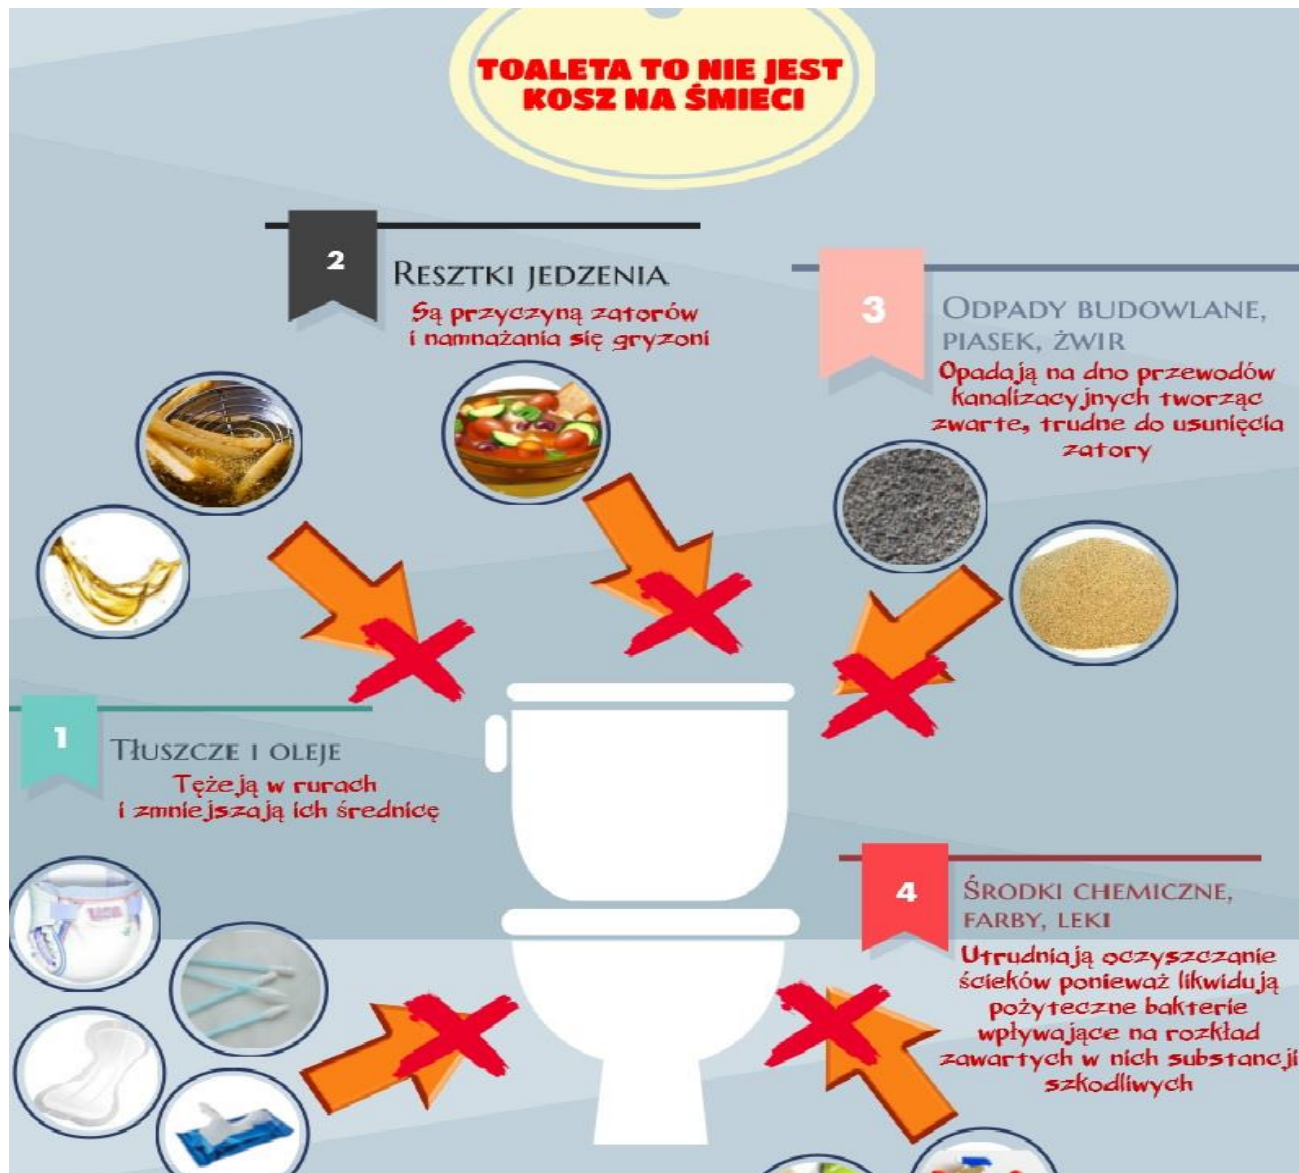 TOALETA TO NIE JEST
KOSZ NA ŚMIECI
2
RESZTKI JEDZENIA
Są przyczyną zatorów
i namnażania się gryzoni
3
ODPADY BUDOWLANE,
PIASEK, ŻWIR
Opadają na dno przewodów
kanalizacyjnych tworząc
zwarte, trudne do usunięcia
zatory
1
TŁUSZCZE I OLEJE
Tężeją w rurach
i zmniejszają ich średnicę
4
ŚRODKI CHEMICZNE,
FARBY, LEKI
Utrudniają oczyszczanie
ścieków ponieważ likwidują
pożyteczne bakterie
wpływające na rozkład
zawartych w nich substancji
szkodliwych